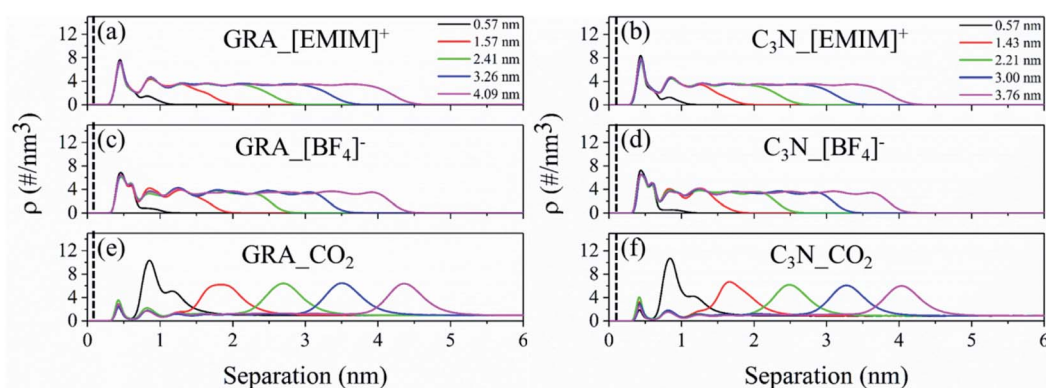 (a) GRA_[EMIM]⁺
0.57 nm
1.57 nm
2.41 nm
3.26 nm
4.09 nm
12
8
4
0
(c) GRA_[BF₄]⁻
12
8
4
0
(e) GRA_CO₂
12
8
4
0
ρ (#/nm³)
0 1 2 3 4 5 6
Separation (nm)
(b) C₃N_[EMIM]⁺
0.57 nm
1.43 nm
2.21 nm
3.00 nm
3.76 nm
12
8
4
0
(d) C₃N_[BF₄]⁻
12
8
4
0
(f) C₃N_CO₂
12
8
4
0
ρ (#/nm³)
0 1 2 3 4 5 6
Separation (nm)